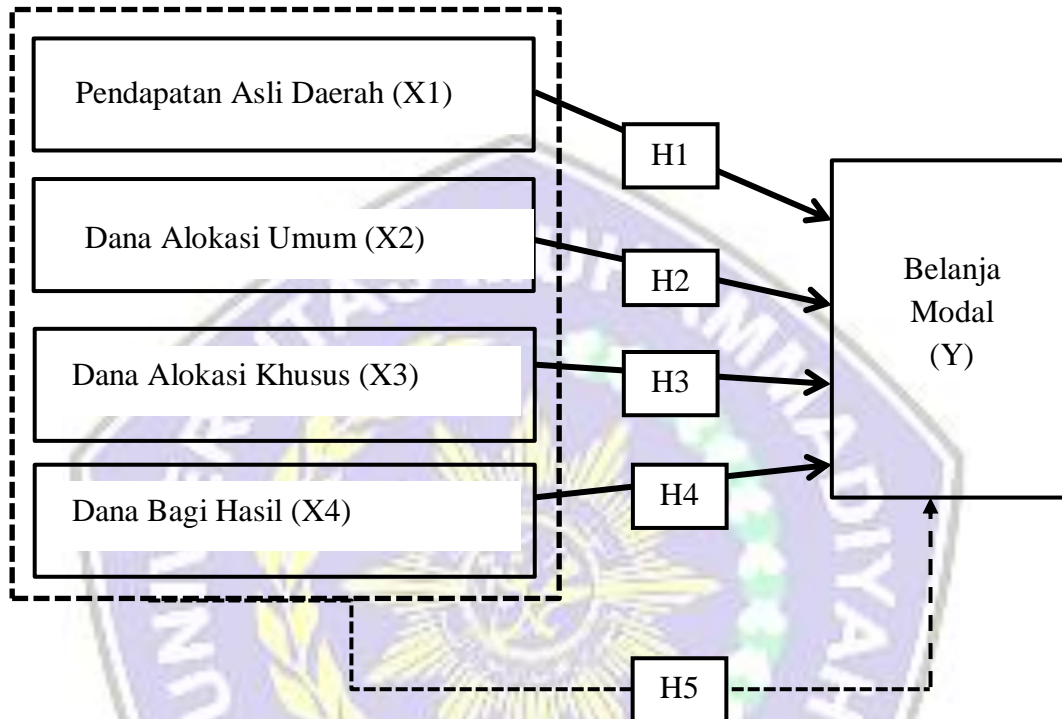 Pendapatan Asli Daerah (X1)
H1
Dana Alokasi Umum (X2)
H2
Belanja
Modal
(Y)
Dana Alokasi Khusus (X3)
H3
Dana Bagi Hasil (X4)
H4
H5